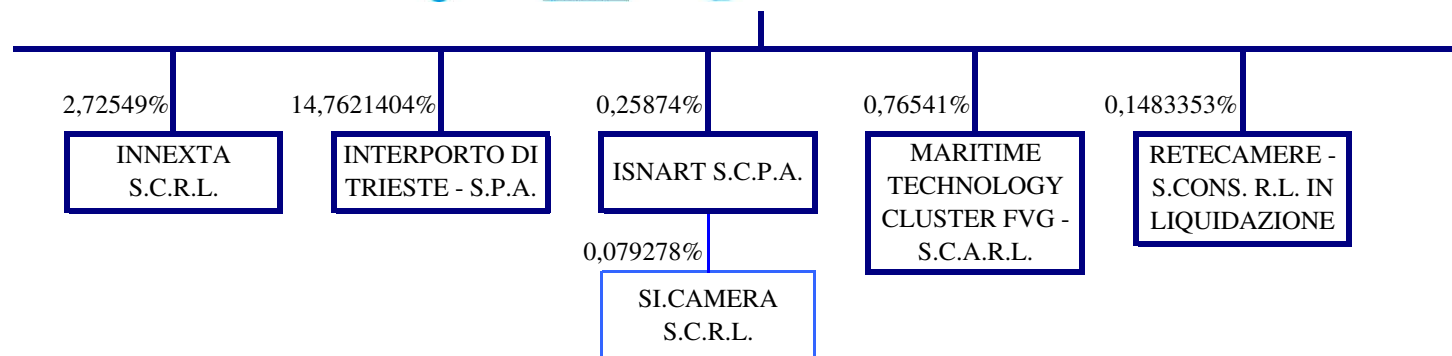 2,72549%
14,7621404%
0,25874%
0,76541%
0,1483353%
INNEXTA
S.C.R.L.
INTERPORTO DI
TRIESTE - S.P.A.
ISNART S.C.P.A.
MARITIME
TECHNOLOGY
CLUSTER FVG -
S.C.A.R.L.
RETECAMERE -
S.CONS. R.L. IN
LIQUIDAZIONE
0,079278%
SI.CAMERA
S.C.R.L.